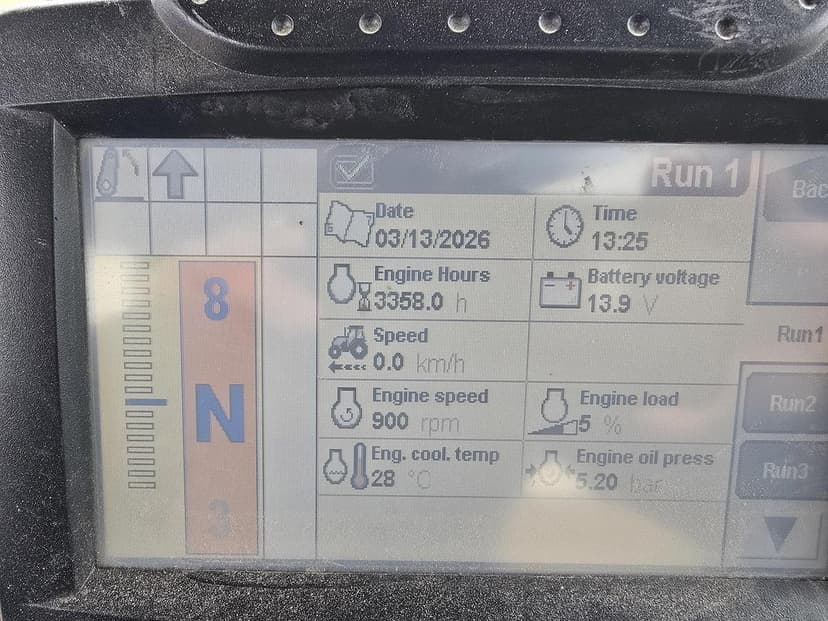 Run 1
Bac
Date
03/13/2026
Time
13:25
Engine Hours
3358.0 h
Battery voltage
13.9 V
Speed
0.0 km/h
Run1
Engine speed
900 rpm
Engine load
5 %
Run2
Eng. cool. temp
28 °C
Engine oil press
5.20 bar
Run3
8
N
3